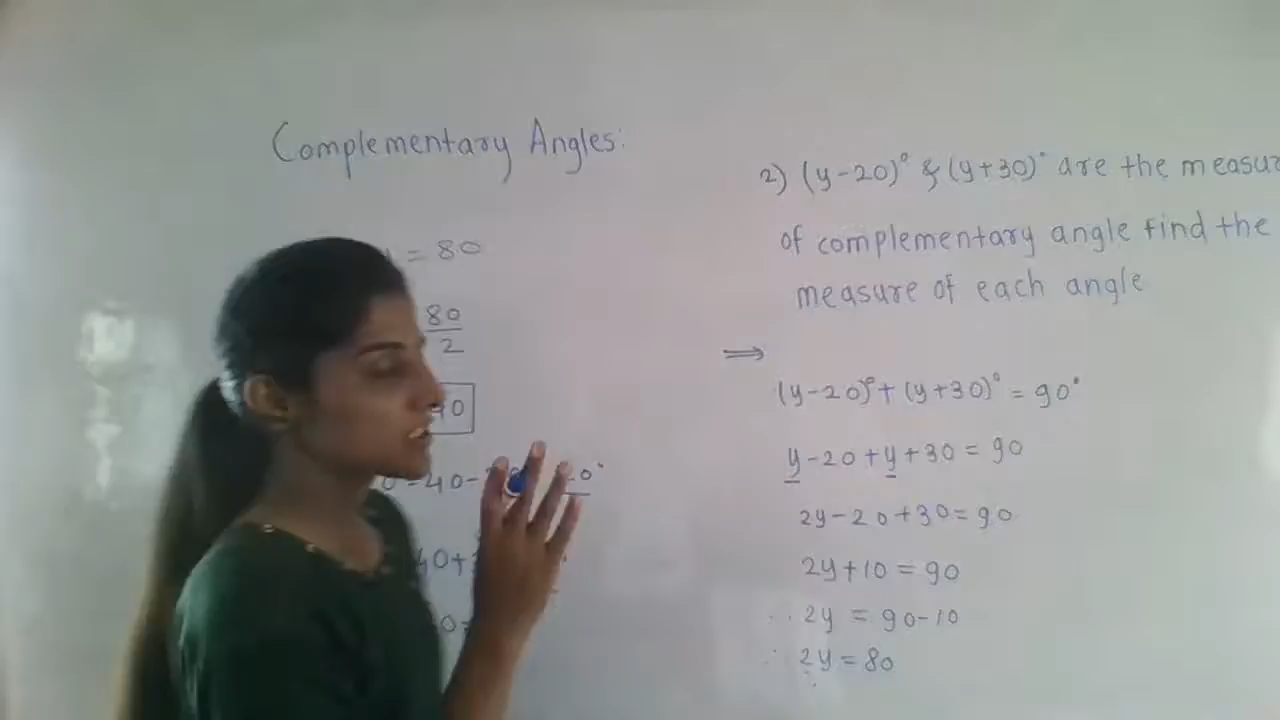 Complementary Angles:
= 80
80
2
40
= 40 -
40+
2) (y-20)° & (y+30)° are the
of complementary angle find the
measure of each angle
⇒
(y-20)° + (y+30)° = 90°
y-20+y+30 = 90
2y-20+30=90
2y+10 = 90
∴ 2y = 90-10
∴ 2y = 80